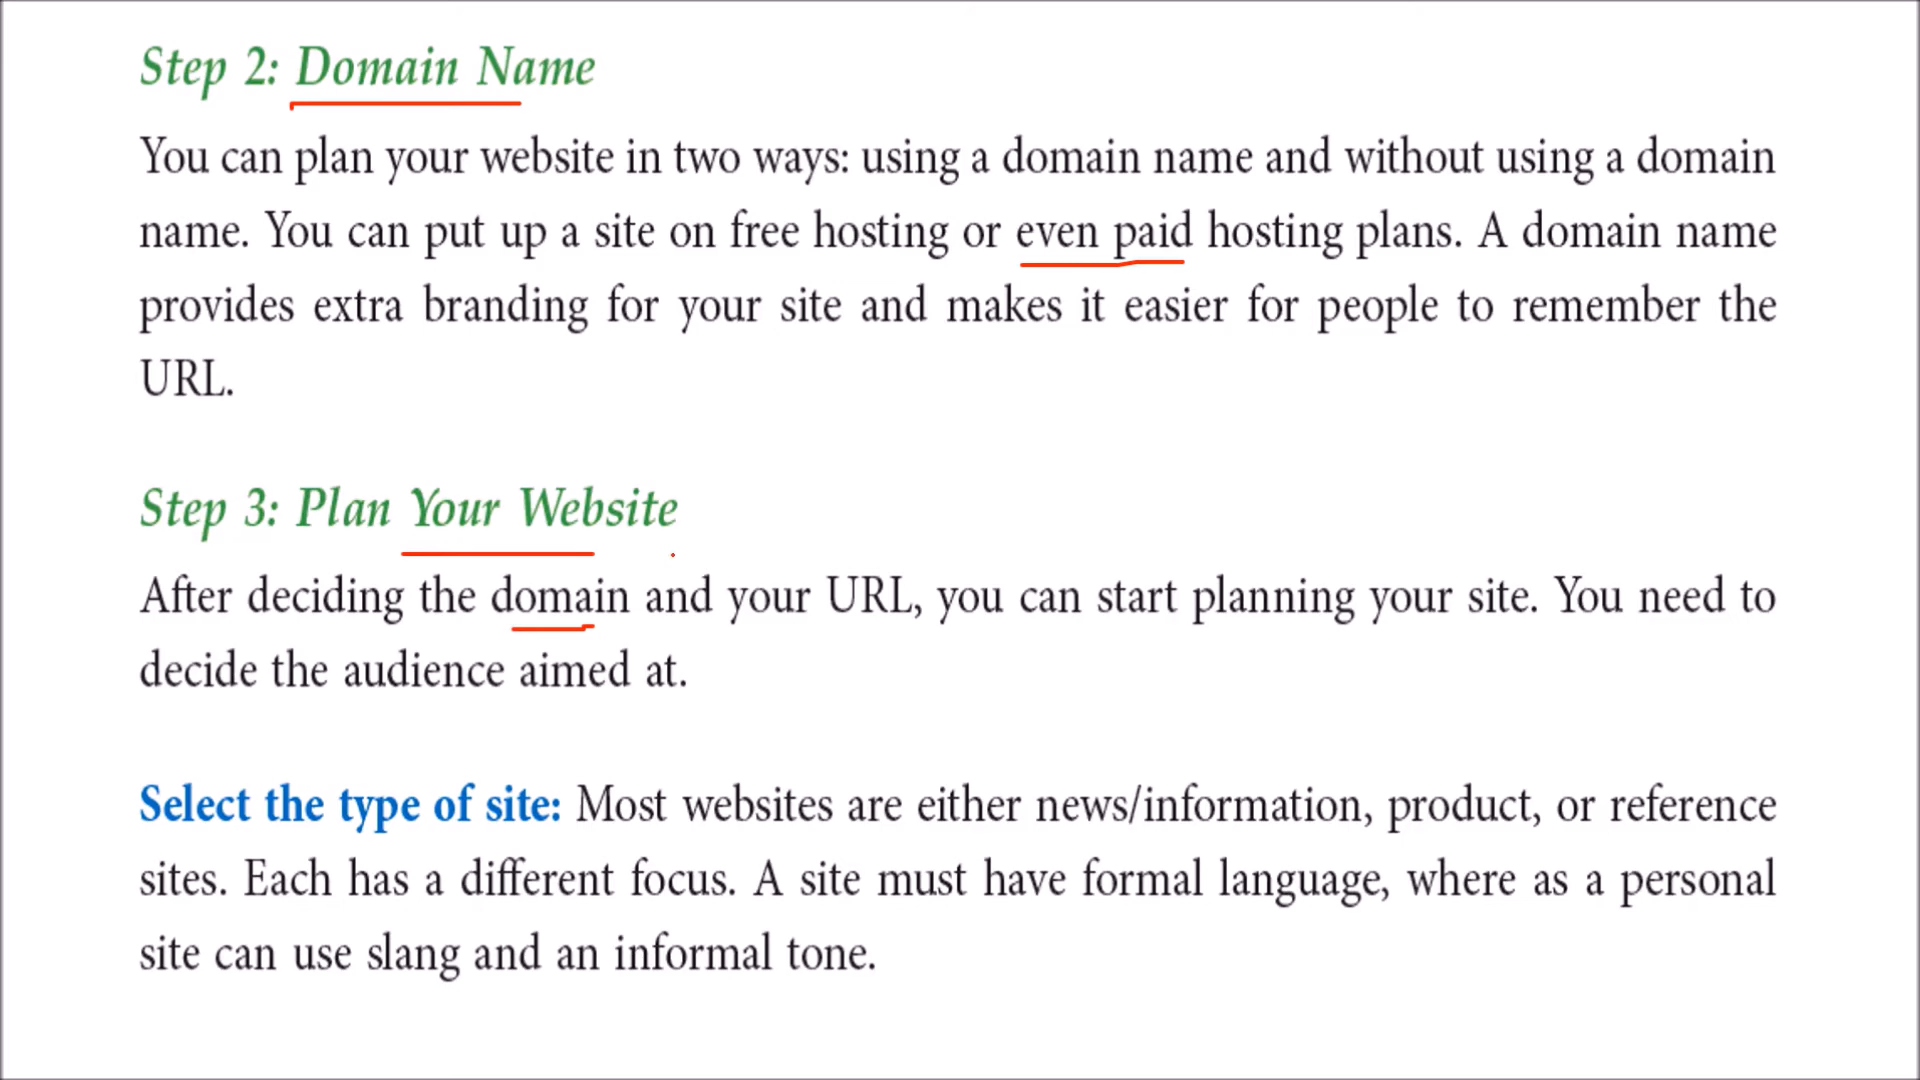 Step 2: Domain Name
You can plan your website in two ways: using a domain name and without using a domain
name. You can put up a site on free hosting or even paid hosting plans. A domain name
provides extra branding for your site and makes it easier for people to remember the
URL.
Step 3: Plan Your Website
After deciding the domain and your URL, you can start planning your site. You need to
decide the audience aimed at.
Select the type of site: Most websites are either news/information, product, or reference
sites. Each has a different focus. A site must have formal language, where as a personal
site can use slang and an informal tone.